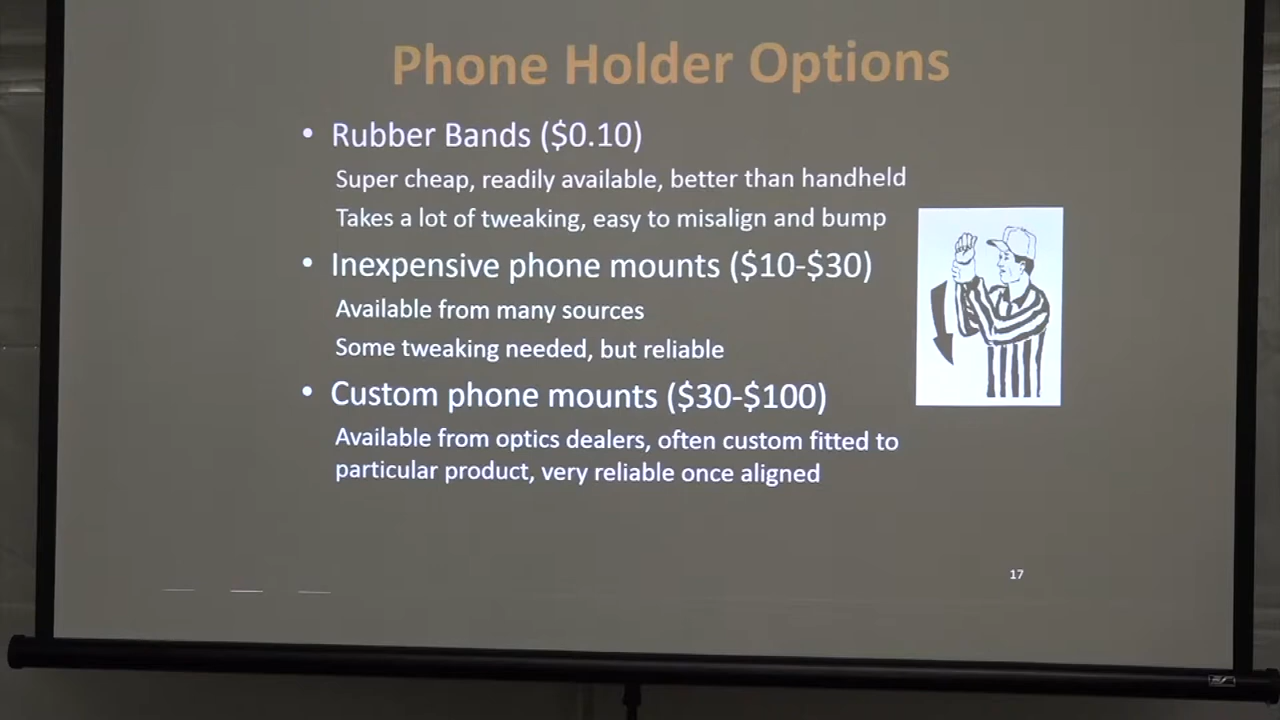 Phone Holder Options
• Rubber Bands ($0.10)
Super cheap, readily available, better than handheld
Takes a lot of tweaking, easy to misalign and bump
• Inexpensive phone mounts ($10-$30)
Available from many sources
Some tweaking needed, but reliable
• Custom phone mounts ($30-$100)
Available from optics dealers, often custom fitted to
particular product, very reliable once aligned
17